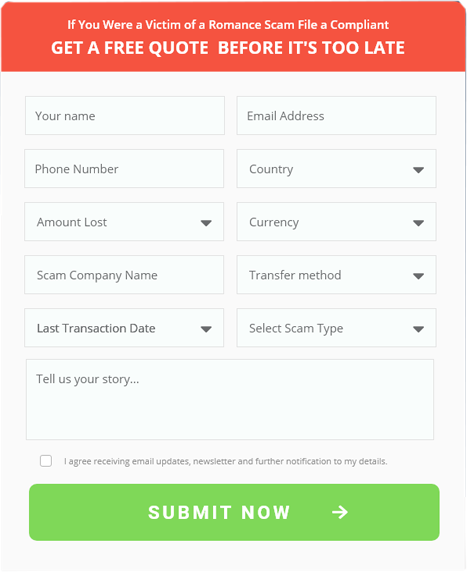 If You Were a Victim of a Romance Scam File a Compliant
GET A FREE QUOTE BEFORE IT'S TOO LATE
Your name
Email Address
Phone Number
Country
Amount Lost
Currency
Scam Company Name
Transfer method
Last Transaction Date
Select Scam Type
Tell us your story...
I agree receiving email updates, newsletter and further notification to my details.
SUBMIT NOW